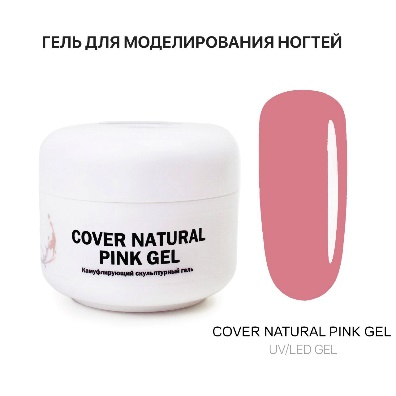 ГЕЛЬ ДЛЯ МОДЕЛИРОВАНИЯ НОГТЕЙ
COVER NATURAL
PINK GEL
Камуфлирующий скульптурный гель
COVER NATURAL PINK GEL
UV/LED GEL